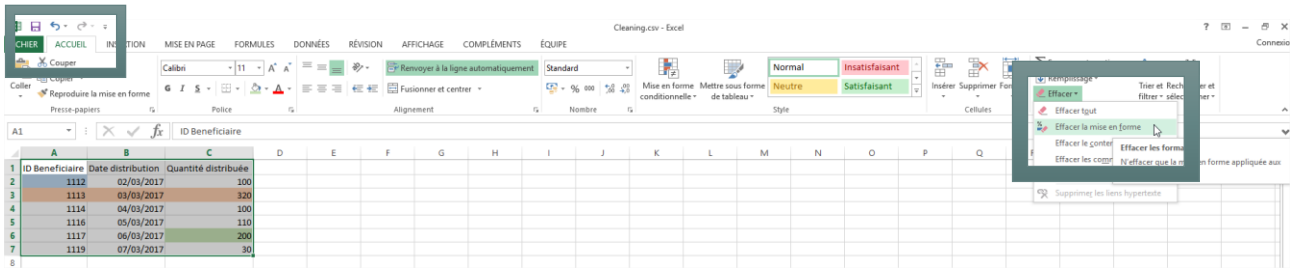 Cleaning.csv - Excel
CHIER ACCUEIL INSERTION MISE EN PAGE FORMULES DONNÉES RÉVISION AFFICHAGE COMPLÉMENTS ÉQUIPE Connexio
Couper
Copier
Coller
Reproduire la mise en forme
Presse-papiers
Calibri 11
G I S
Police
Renvoyer à la ligne automatiquement
Fusionner et centrer
Alignement
Standard
% 000
Nombre
Mise en forme conditionnelle
Mettre sous forme de tableau
Normal Insatisfaisant
Neutre Satisfaisant
Style
Insérer Supprimer For
Cellules
Remplissage
Effacer
Trier et filtrer
Effacer tout
Effacer la mise en forme
Effacer le conten
Effacer les com
Supprimer les liens hypertexte
Effacer les forma
N'effacer que la m en forme appliquée aux
A1 fx ID Beneficiaire
A B C D E F G H I J K L M N O P Q
1 ID Beneficiaire Date distribution Quantité distribuée
2 1112 02/03/2017 100
3 1113 03/03/2017 320
4 1114 04/03/2017 100
5 1116 05/03/2017 110
6 1117 06/03/2017 200
7 1119 07/03/2017 30
8